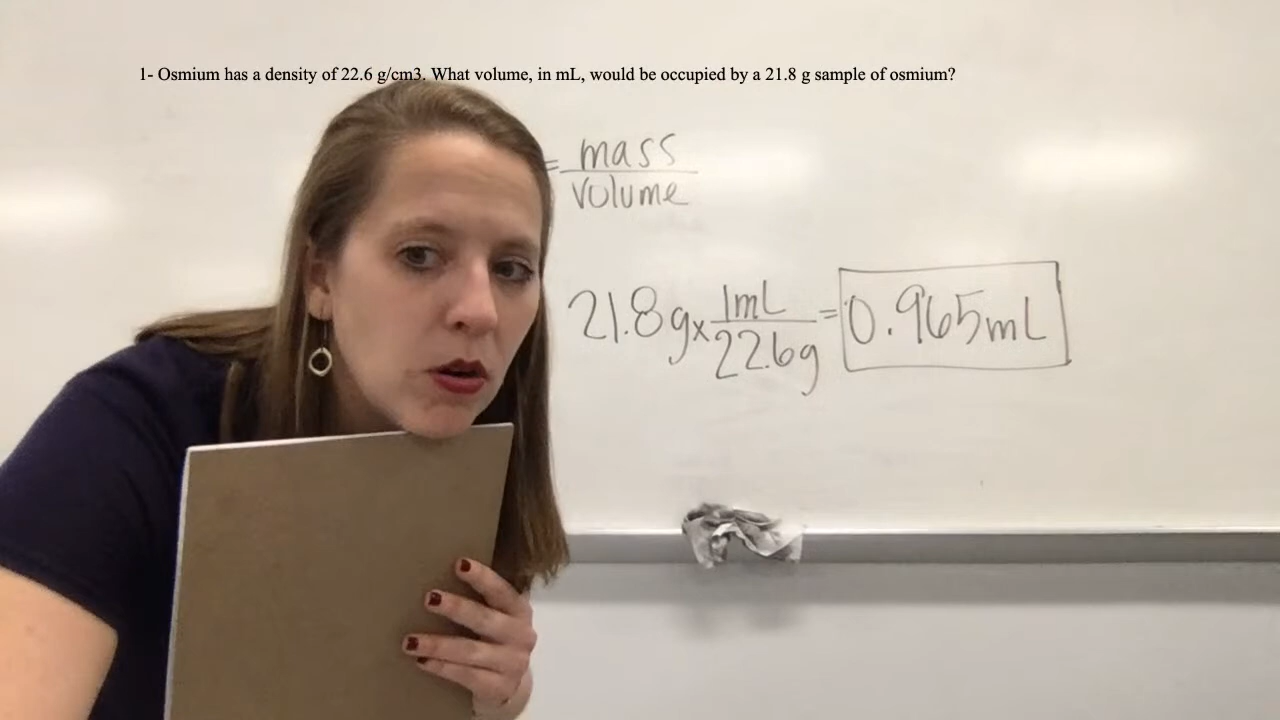 1- Osmium has a density of 22.6 g/cm3. What volume, in mL, would be occupied by a 21.8 g sample of osmium?
= mass
volume
21.8g x 1mL / 22.6g = 0.965mL